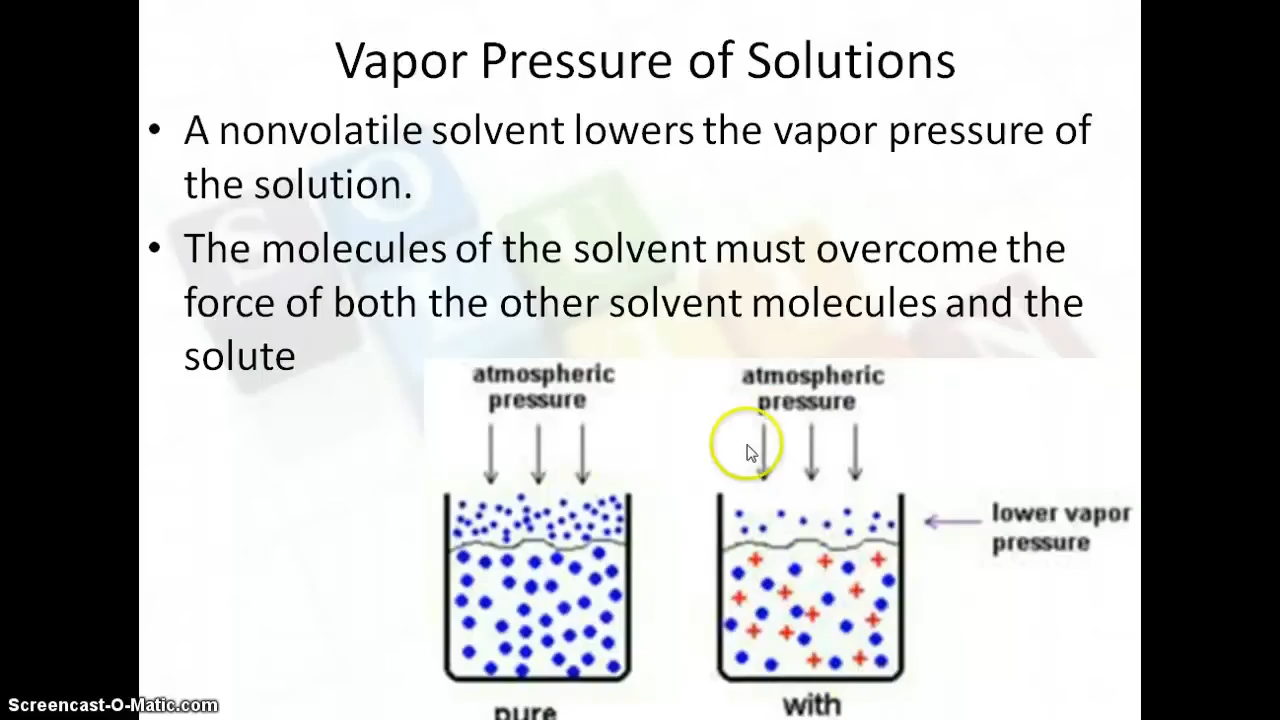 Vapor Pressure of Solutions
• A nonvolatile solvent lowers the vapor pressure of
the solution.
• The molecules of the solvent must overcome the
force of both the other solvent molecules and the
solute
atmospheric
pressure
atmospheric
pressure
lower vapor
pressure
pure
with
Screencast-O-Matic.com